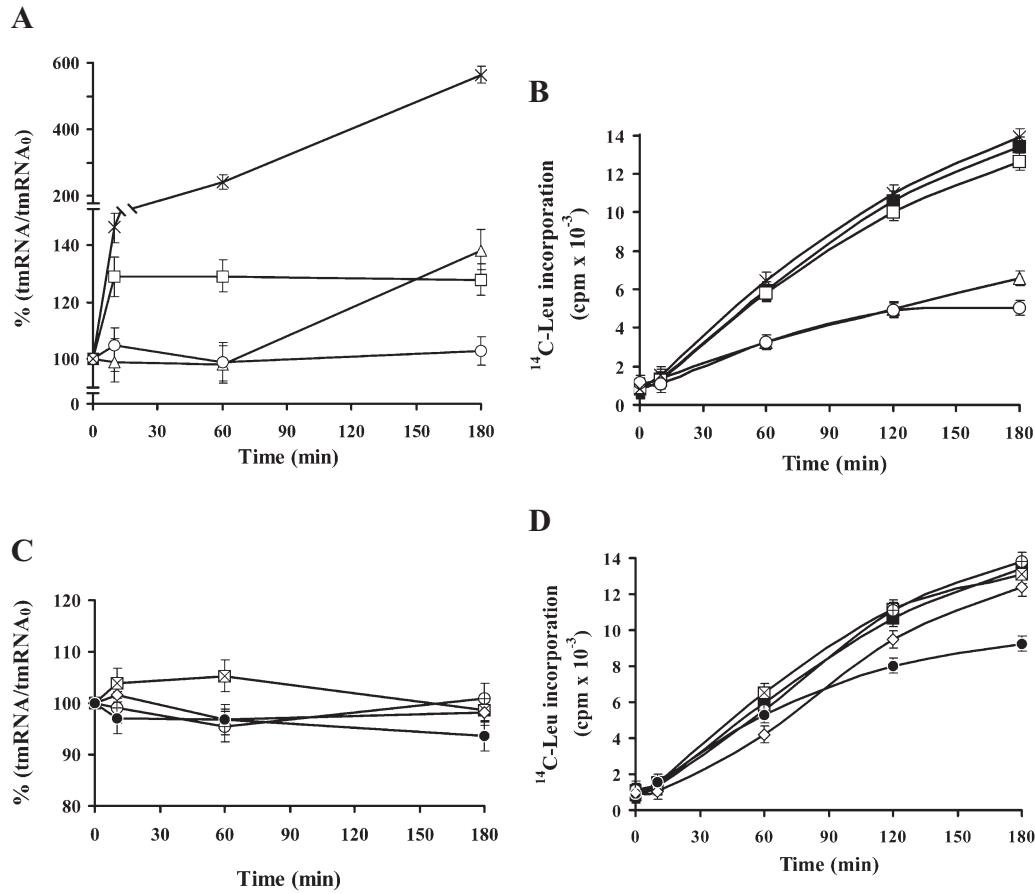 A
% (tmRNA/tmRNA₀)
600
400
200
140
120
100
0
0 30 60 90 120 150 180
Time (min)
B
¹⁴C-Leu incorporation
(cpm x 10⁻³)
14
12
10
8
6
4
2
0
0 30 60 90 120 150 180
Time (min)
C
% (tmRNA/tmRNA₀)
120
110
100
90
80
0 30 60 90 120 150 180
Time (min)
D
¹⁴C-Leu incorporation
(cpm x 10⁻³)
14
12
10
8
6
4
2
0
0 30 60 90 120 150 180
Time (min)